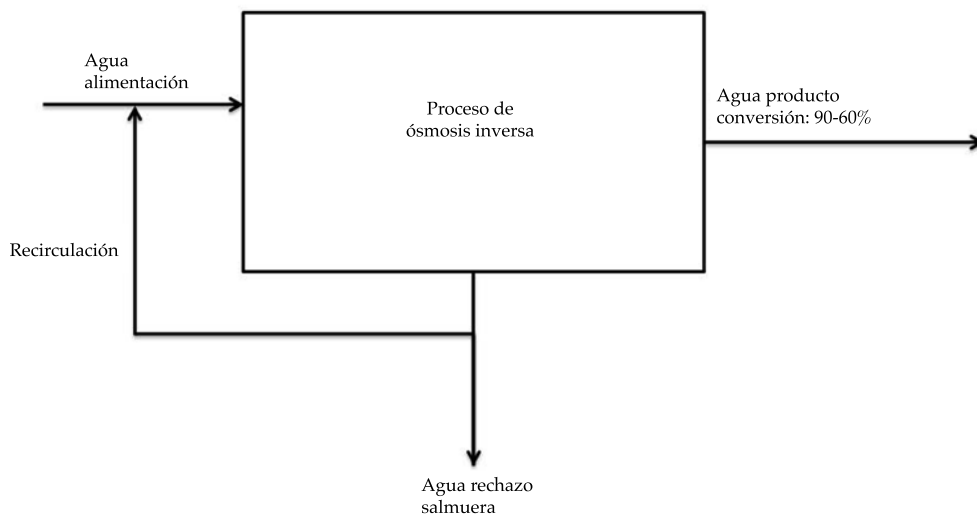 Agua
alimentación
Proceso de
ósmosis inversa
Agua producto
conversión: 90-60%
Recirculación
Agua rechazo
salmuera